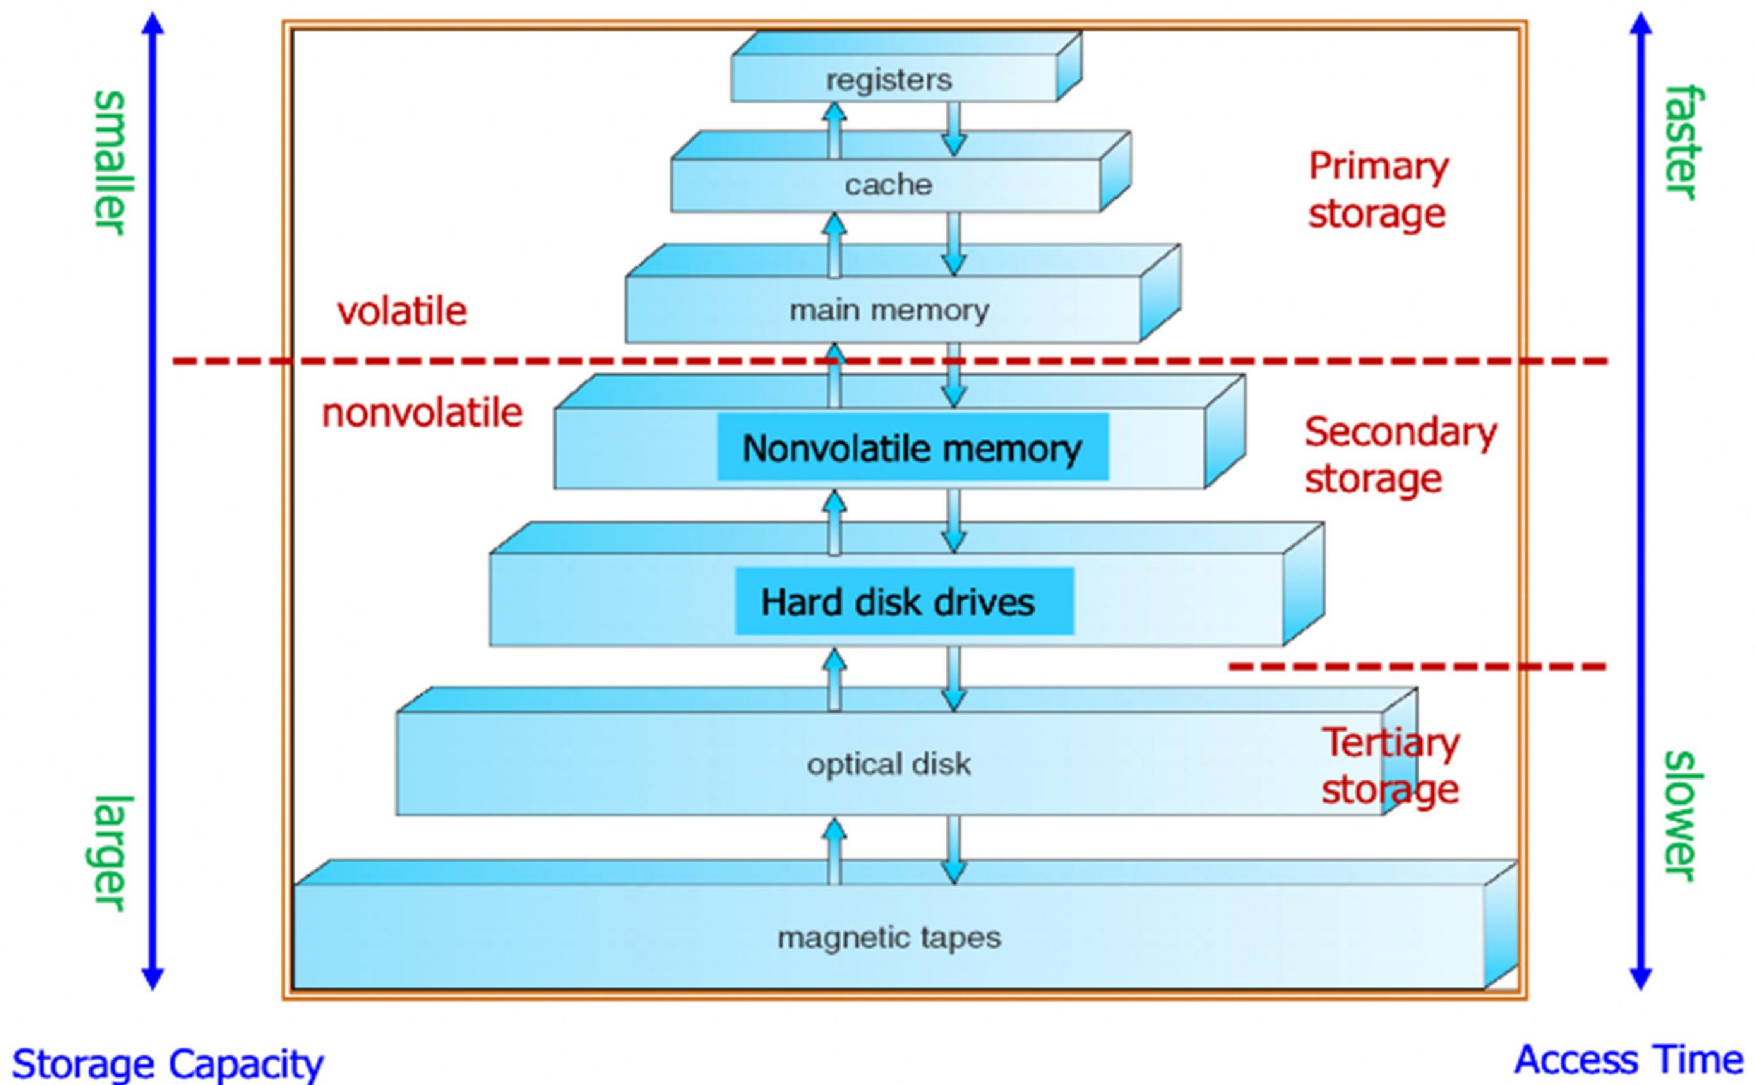 smaller
registers
faster
cache
Primary
storage
main memory
volatile
nonvolatile
Nonvolatile memory
Secondary
storage
Hard disk drives
optical disk
Tertiary
storage
larger
slower
magnetic tapes
Storage Capacity
Access Time